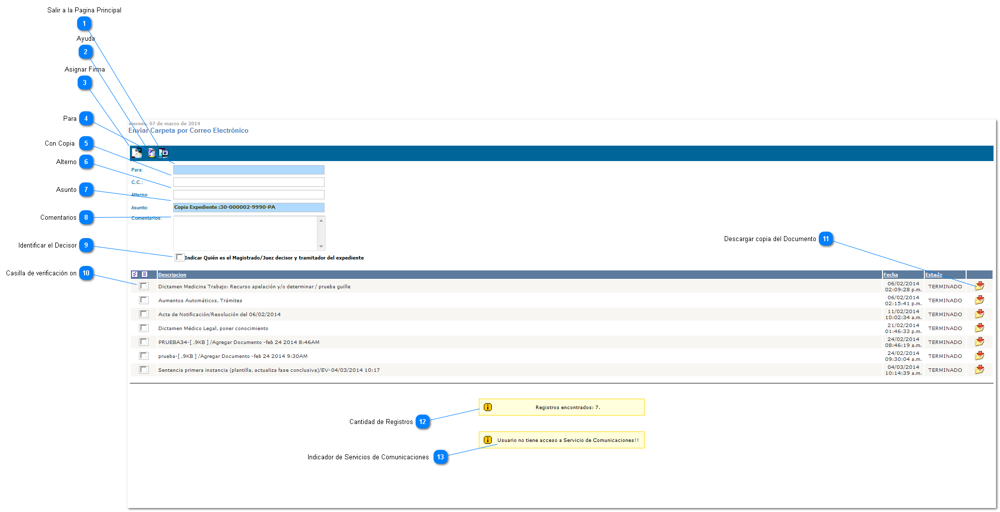 Salir a la Pagina Principal
1
Ayuda
2
Asignar Firma
3
Para 4
Con Copia 5
Alterno 6
Asunto 7
Comentarios 8
Identificar el Decisor 9
Casilla de verificación on 10
viernes, 07 de marzo de 2014
Enviar Carpeta por Correo Electrónico
Para:
C.C.:
Alterno
Asunto: Copia Expediente :30-000002-9990-PA
Comentarios:
Indicar Quién es el Magistrado/Juez decisor y tramitador del expediente
Descargar copia del Documento 11
Descripcion Fecha Estado
Dictamen Medicina Trabajo: Recurso apelación y/o determinar / prueba guille 06/02/2014 02:09:28 p.m. TERMINADO
Aumentos Automáticos, Trámites 06/02/2014 02:15:41 p.m. TERMINADO
Acta de Notificación/Resolución del 06/02/2014 11/02/2014 10:02:34 a.m. TERMINADO
Dictamen Médico Legal, poner conocimiento 21/02/2014 01:46:33 p.m. TERMINADO
PRUEBA34-[ ,9KB ] /Agregar Documento -feb 24 2014 8:46AM 24/02/2014 08:46:19 a.m. TERMINADO
prueba-[ ,9KB ] /Agregar Documento -feb 24 2014 9:30AM 24/02/2014 09:30:04 a.m. TERMINADO
Sentencia primera instancia (plantilla, actualiza fase conclusiva)/EV-04/03/2014 10:17 04/03/2014 10:14:39 a.m. TERMINADO
Registros encontrados: 7.
Cantidad de Registros 12
Usuario no tiene acceso a Servicio de Comunicaciones!!
Indicador de Servicios de Comunicaciones 13